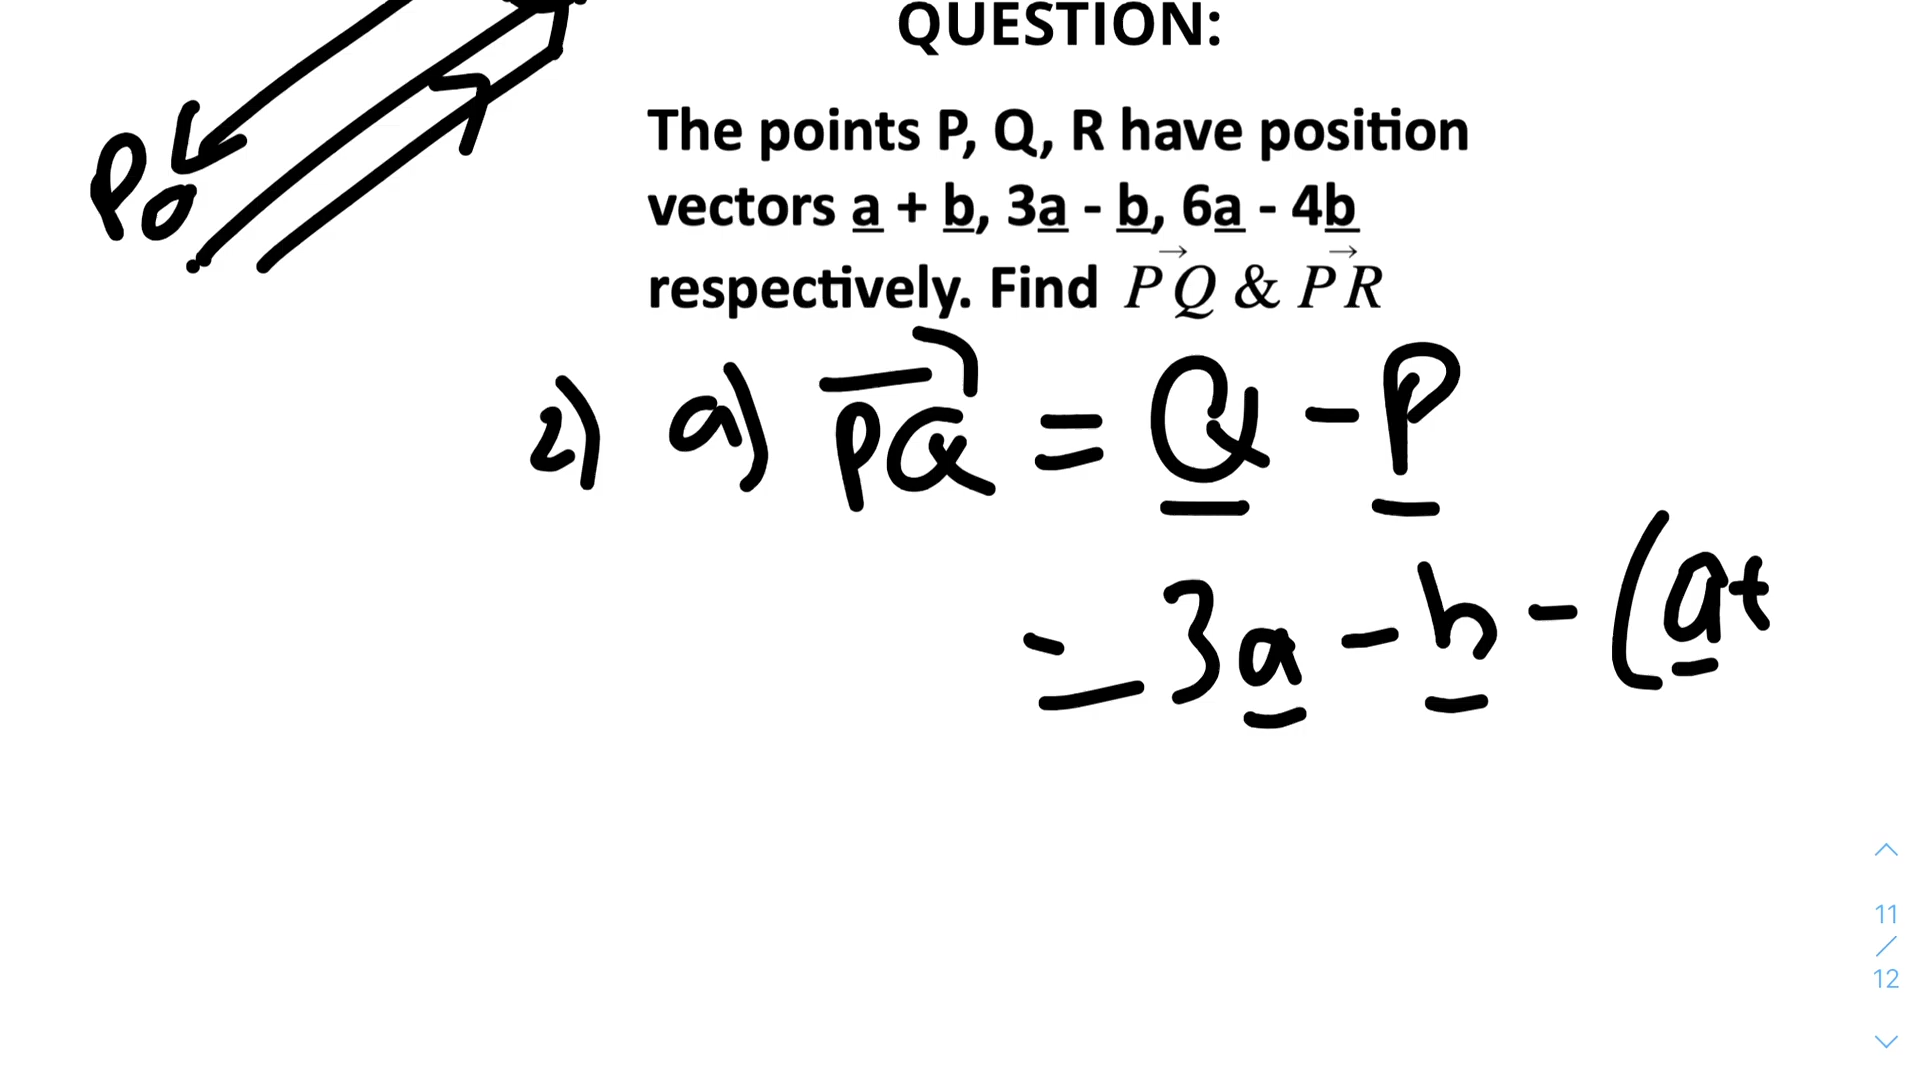 QUESTION:
The points P, Q, R have position
vectors a + b, 3a - b, 6a - 4b
respectively. Find PQ & PR
P
2) a) PQ = Q - P
= 3a - b - (a+
11
/
12